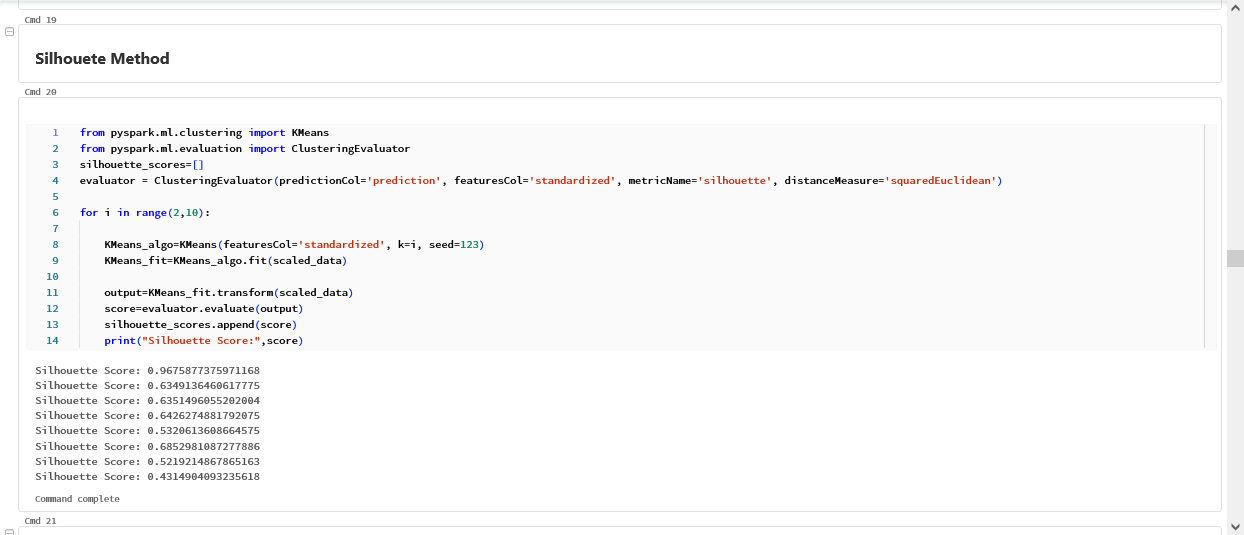 Cmd 19
Silhouete Method
Cmd 20
1 from pyspark.ml.clustering import KMeans
2 from pyspark.ml.evaluation import ClusteringEvaluator
3 silhouette_scores=[]
4 evaluator = ClusteringEvaluator(predictionCol='prediction', featuresCol='standardized', metricName='silhouette', distanceMeasure='squaredEuclidean')
5
6 for i in range(2,10):
7
8 KMeans_algo=KMeans(featuresCol='standardized', k=i, seed=123)
9 KMeans_fit=KMeans_algo.fit(scaled_data)
10
11 output=KMeans_fit.transform(scaled_data)
12 score=evaluator.evaluate(output)
13 silhouette_scores.append(score)
14 print("Silhouette Score:",score)
Silhouette Score: 0.9675877375971168
Silhouette Score: 0.6349136460617775
Silhouette Score: 0.6351496055202004
Silhouette Score: 0.6426274881792075
Silhouette Score: 0.5320613608664575
Silhouette Score: 0.6852981087277886
Silhouette Score: 0.5219214867865163
Silhouette Score: 0.4314904093235618
Command complete
Cmd 21